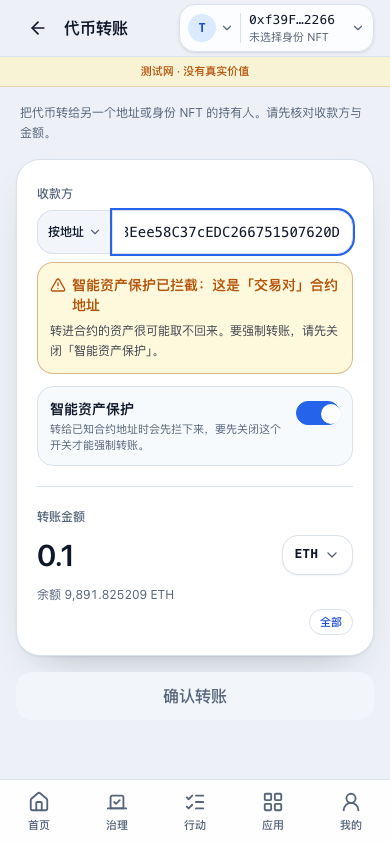 代币转账
T
0xf39F…2266
未选择身份 NFT
测试网 · 没有真实价值
把代币转给另一个地址或身份 NFT 的持有人。请先核对收款方与
金额。
收款方
按地址
3Eee58C37cEDC266751507620D
智能资产保护已拦截：这是「交易对」合约
地址
转进合约的资产很可能取不回来。要强制转账，请先关
闭「智能资产保护」。
智能资产保护
转给已知合约地址时会先拦下来，要先关闭这个
开关才能强制转账。
转账金额
0.1
ETH
余额 9,891.825209 ETH
全部
确认转账
首页
治理
行动
应用
我的